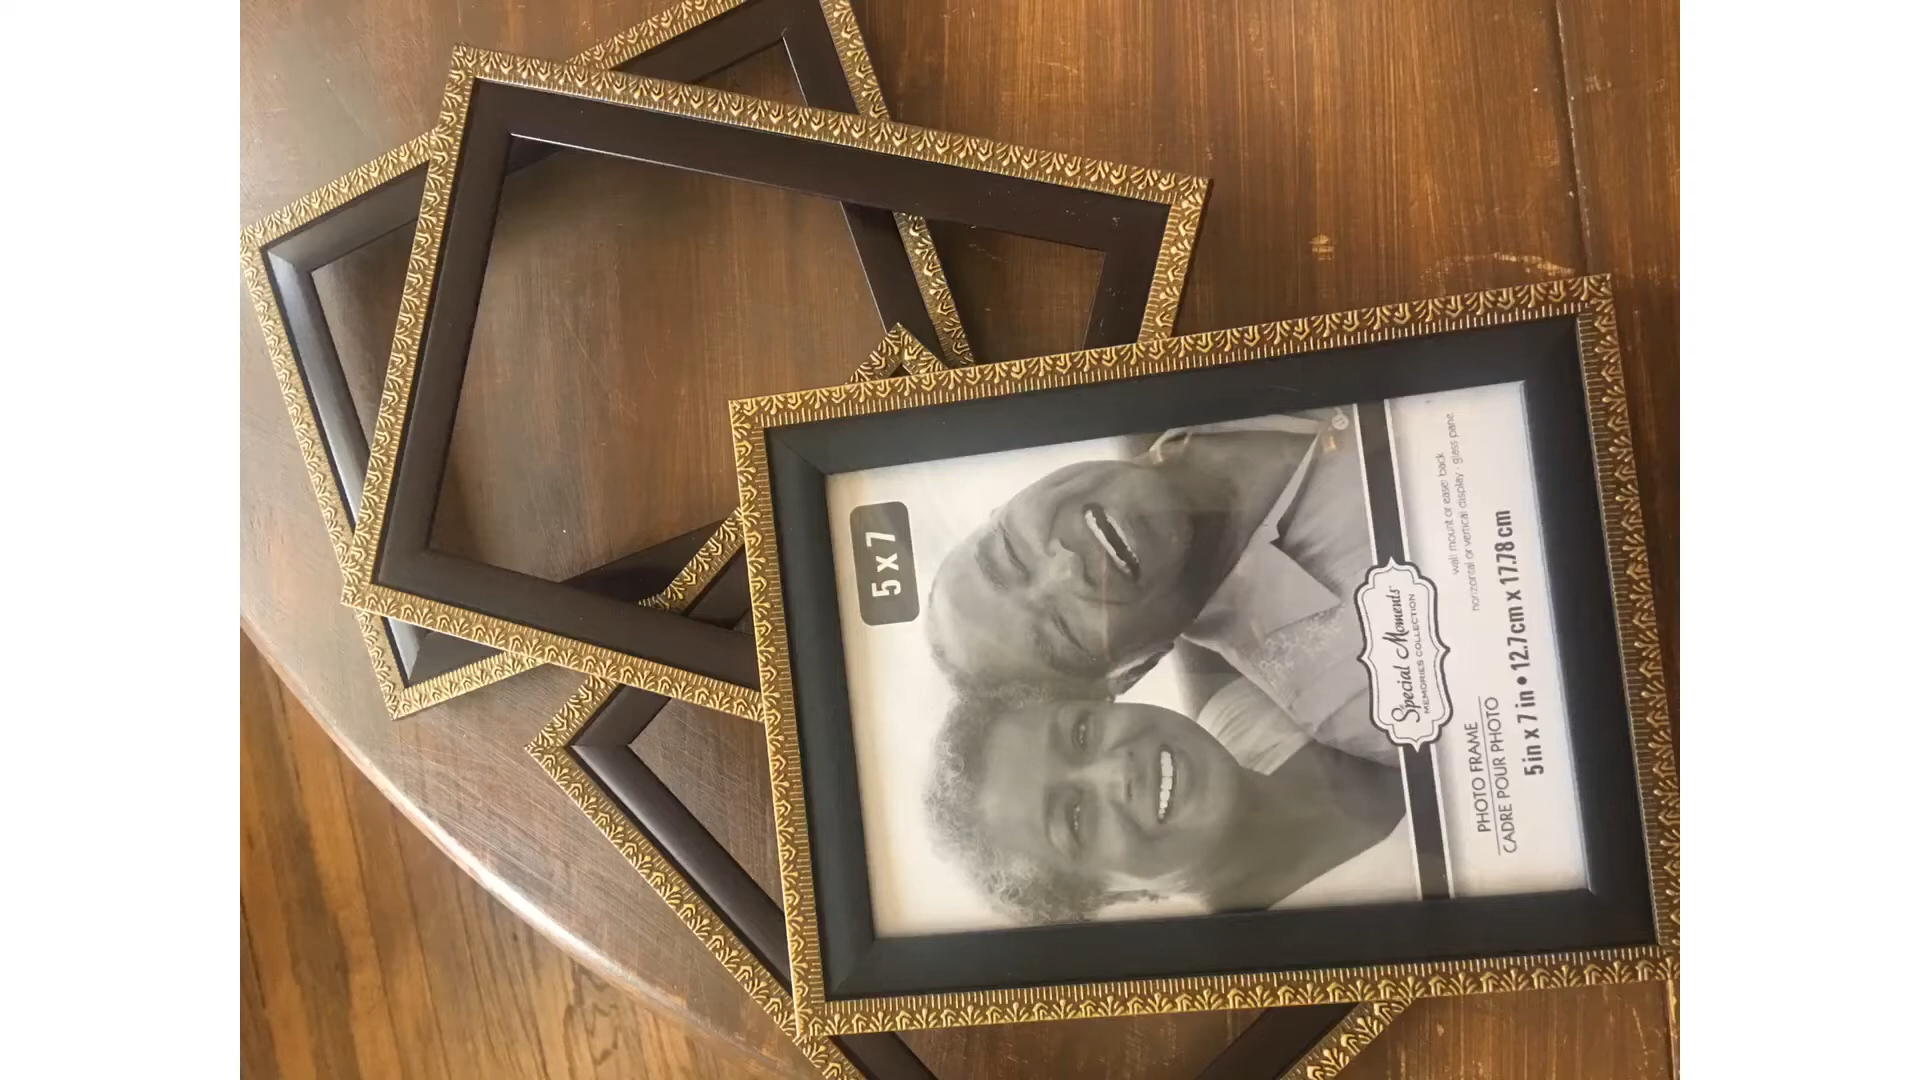 5 x 7
Special Moments
MEMORIES COLLECTION
PHOTO FRAME
CADRE POUR PHOTO
wall mount or easel back
horizontal or vertical display · glass pane
5 in x 7 in • 12.7 cm x 17.78 cm